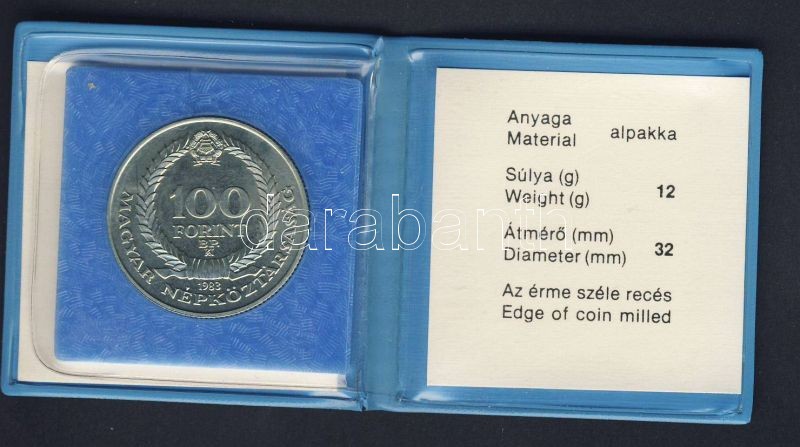 100
FORINT
BP.
1983
MAGYAR NÉPKÖZTÁRSASÁG
Anyaga
Material alpakka
Súlya (g)
Weight (g) 12
Átmérő (mm)
Diameter (mm) 32
Az érme széle recés
Edge of coin milled
darabanth